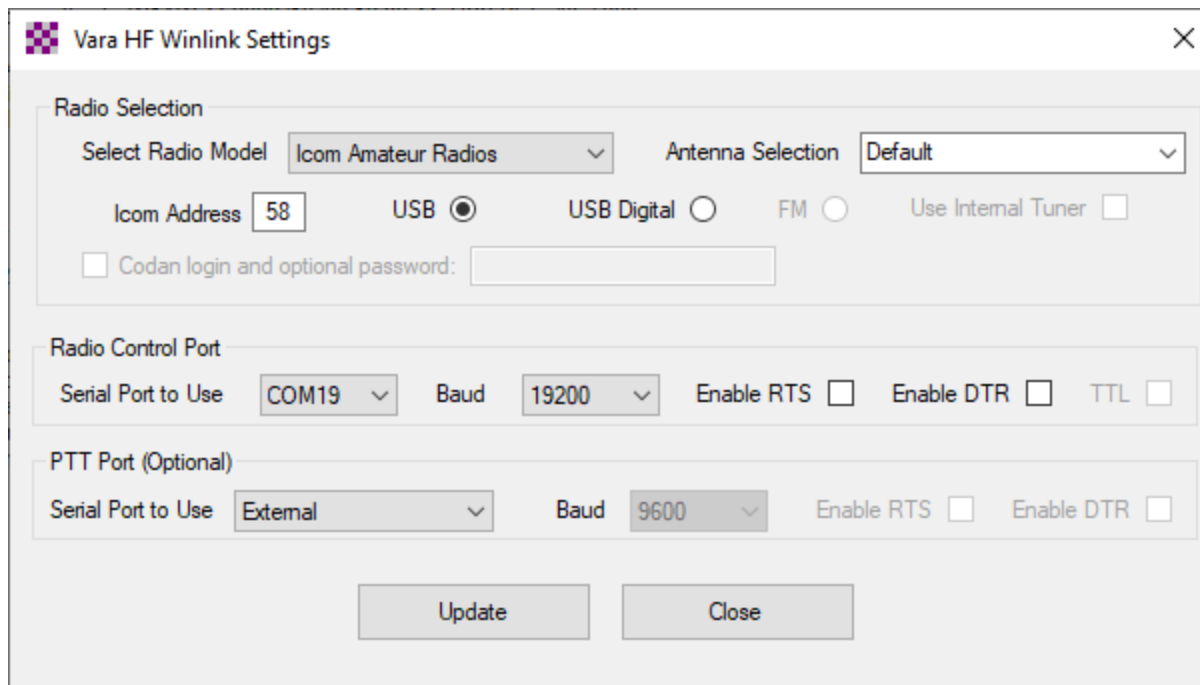 Vara HF Winlink Settings
Radio Selection
Select Radio Model Icom Amateur Radios Antenna Selection Default
Icom Address 58 USB USB Digital FM Use Internal Tuner
Codan login and optional password:
Radio Control Port
Serial Port to Use COM19 Baud 19200 Enable RTS Enable DTR TTL
PTT Port (Optional)
Serial Port to Use External Baud 9600 Enable RTS Enable DTR
Update Close